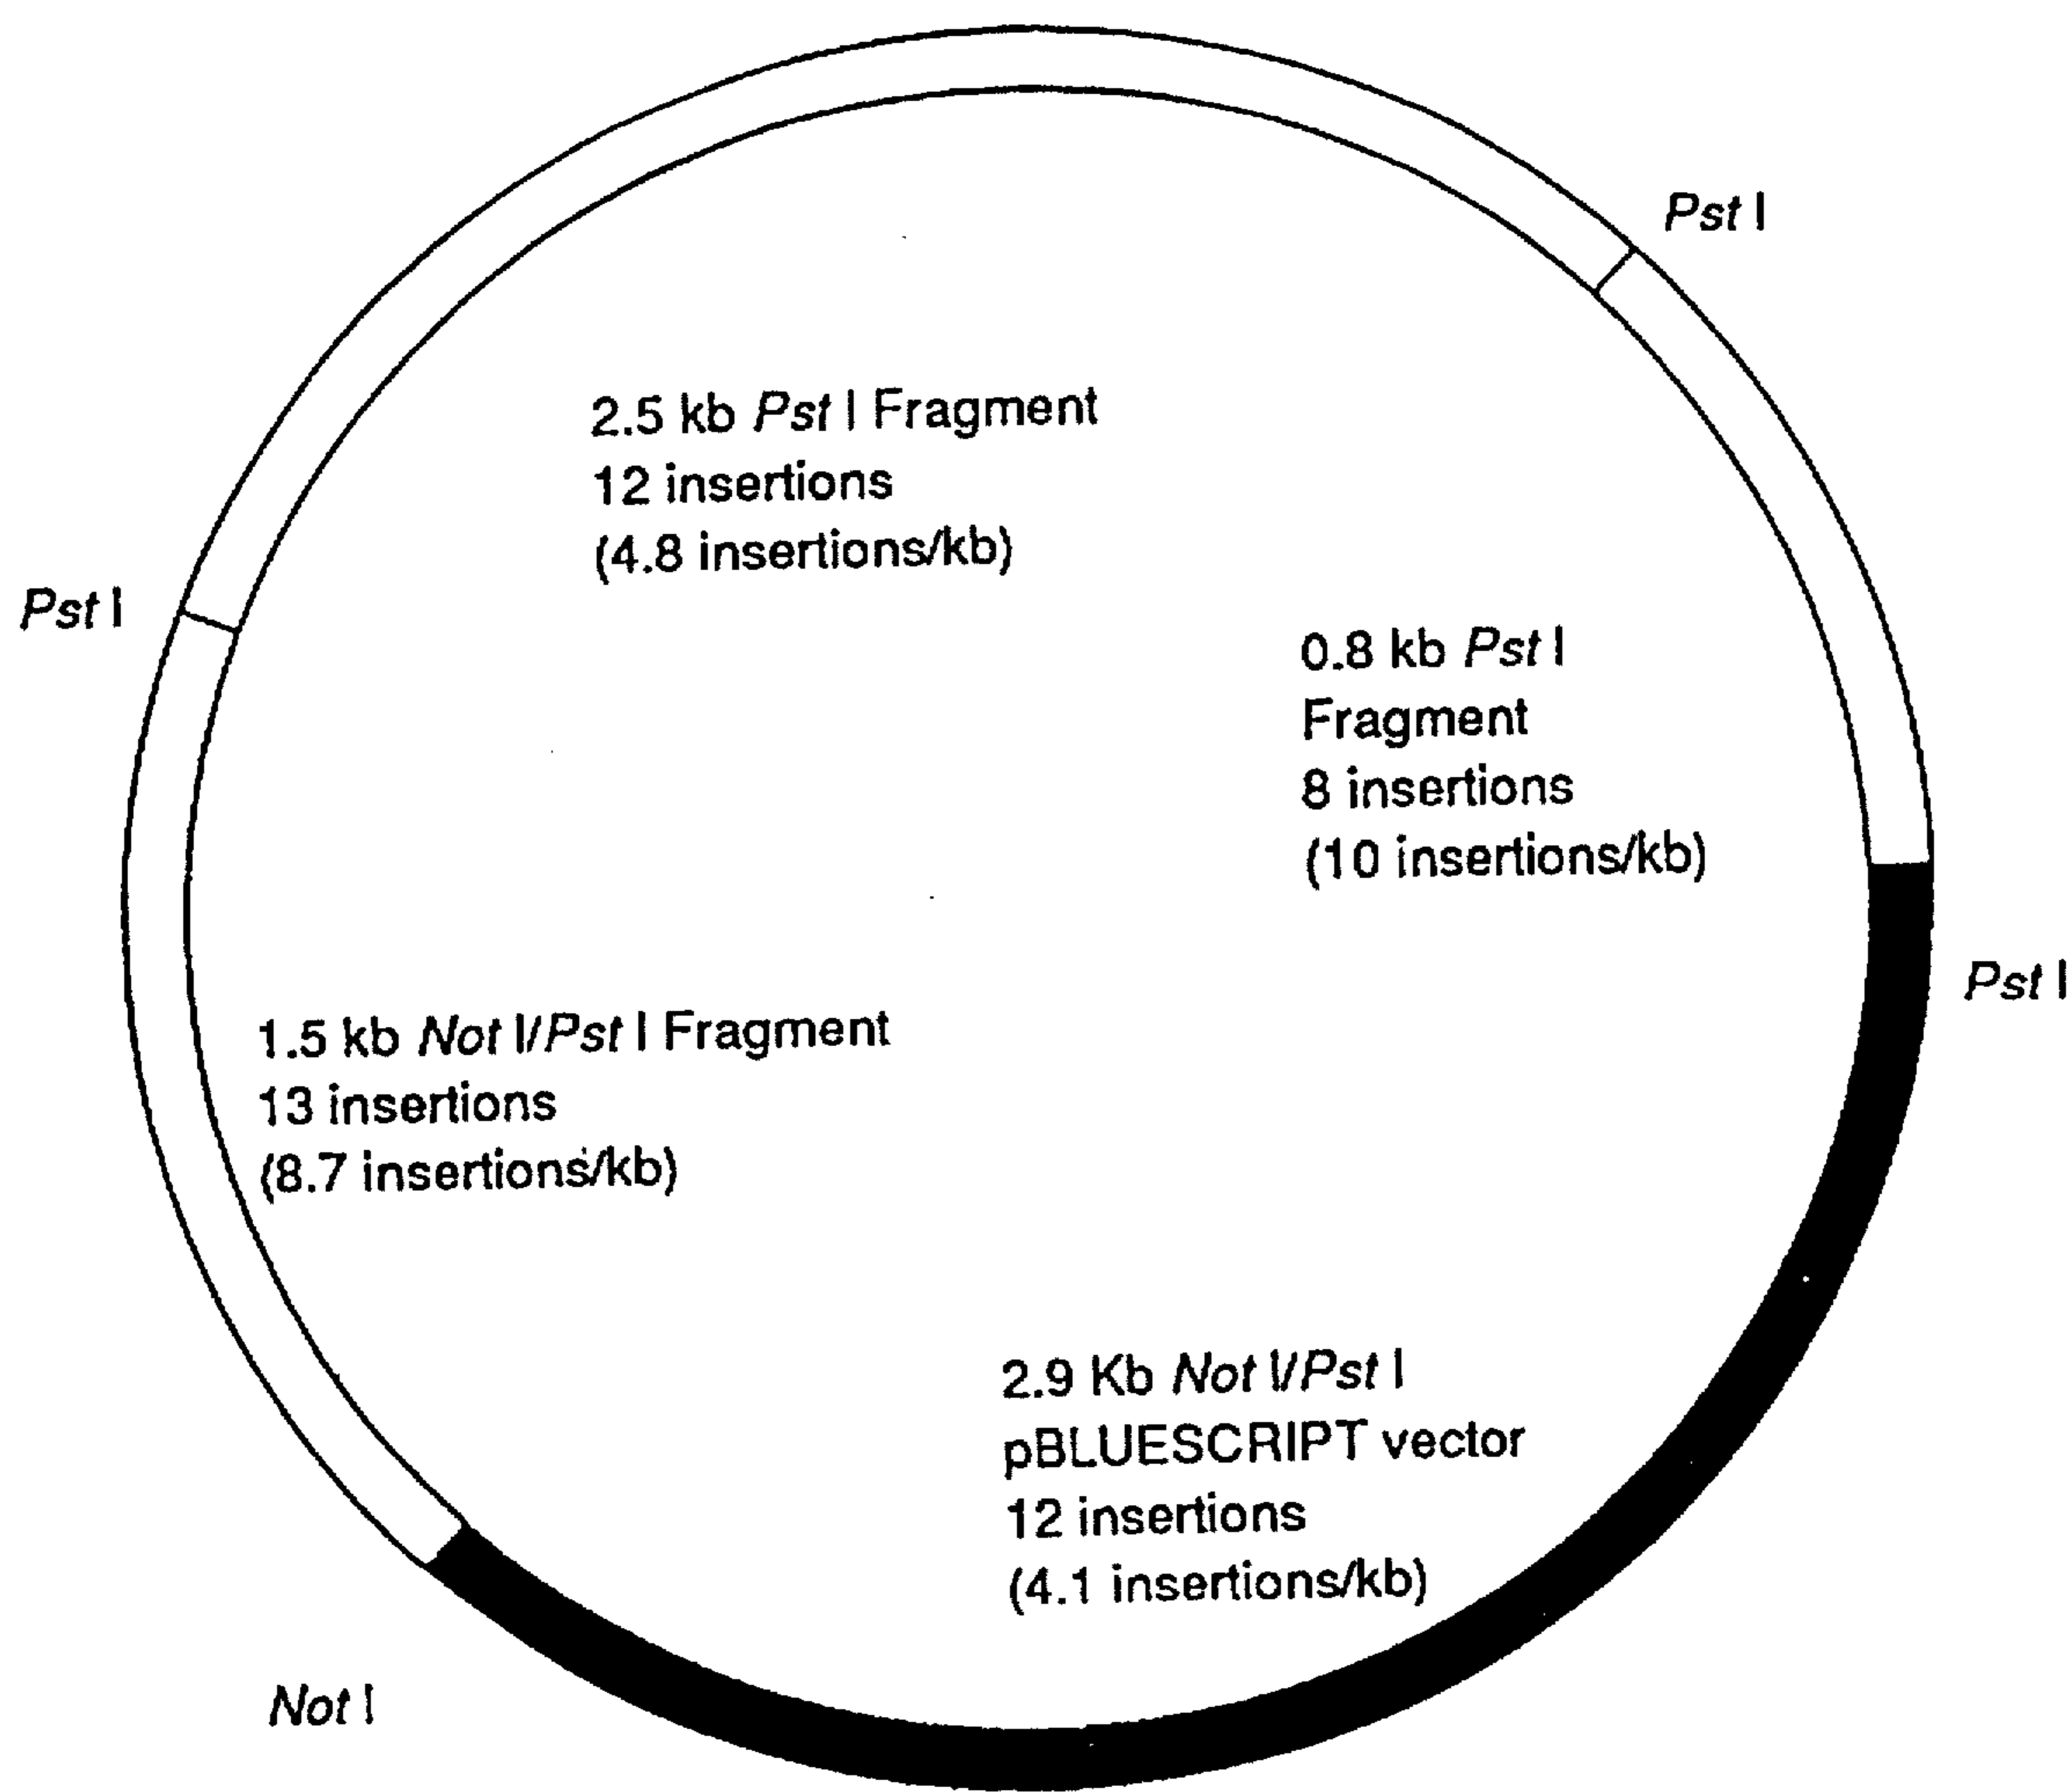 Pst I
2.5 kb Pst I Fragment
12 insertions
(4.8 insertions/kb)
Pst I
0.8 kb Pst I
Fragment
8 insertions
(10 insertions/kb)
Pst I
1.5 kb Not I/Pst I Fragment
13 insertions
(8.7 insertions/kb)
2.9 Kb Not I/Pst I
pBLUESCRIPT vector
12 insertions
(4.1 insertions/kb)
Not I